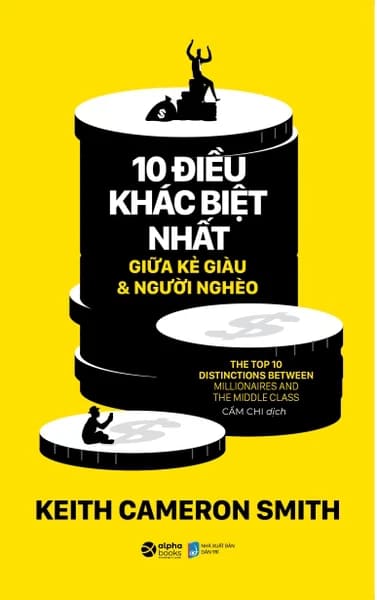 $
10 ĐIỀU
KHÁC BIỆT
NHẤT
GIỮA KẺ GIÀU
& NGƯỜI NGHÈO
$
THE TOP 10
DISTINCTIONS BETWEEN
MILLIONAIRES AND
THE MIDDLE CLASS
CẨM CHI dịch
$
KEITH CAMERON SMITH
alpha
books
NHÀ XUẤT BẢN
DÂN TRÍ